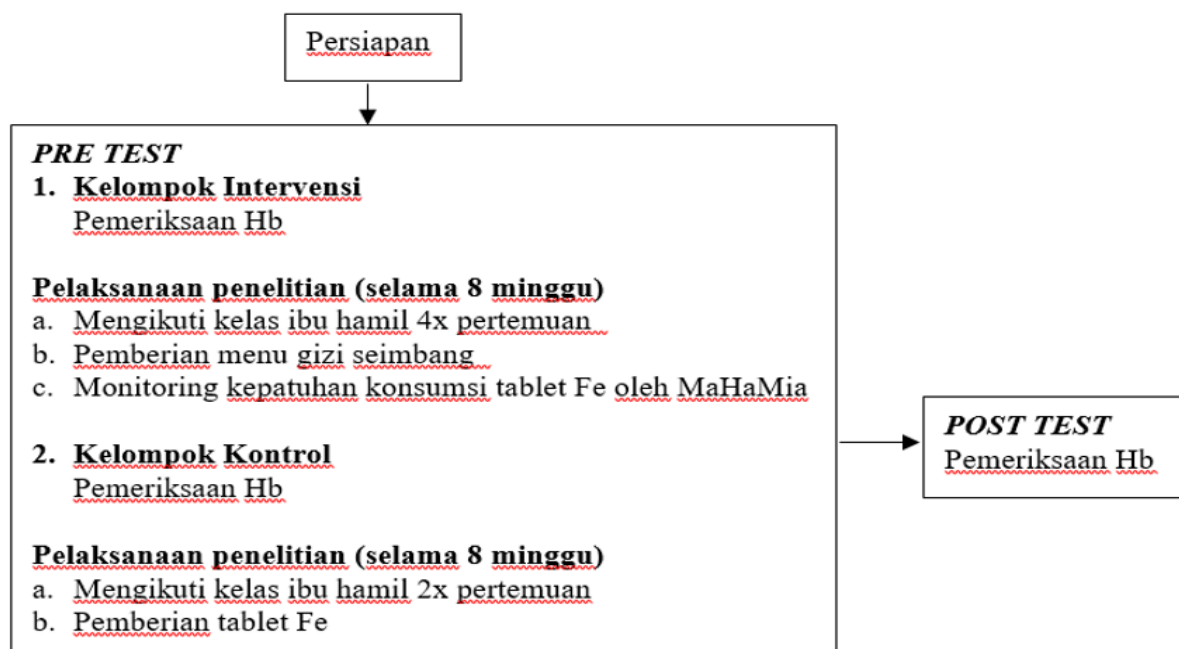 Persiapan
PRE TEST
1. Kelompok Intervensi
Pemeriksaan Hb
Pelaksanaan penelitian (selama 8 minggu)
a. Mengikuti kelas ibu hamil 4x pertemuan
b. Pemberian menu gizi seimbang
c. Monitoring kepatuhan konsumsi tablet Fe oleh MaHaMia
2. Kelompok Kontrol
Pemeriksaan Hb
Pelaksanaan penelitian (selama 8 minggu)
a. Mengikuti kelas ibu hamil 2x pertemuan
b. Pemberian tablet Fe
POST TEST
Pemeriksaan Hb